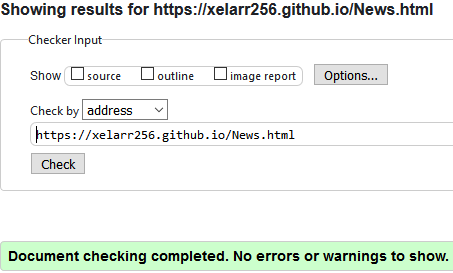 Showing results for https://xelarr256.github.io/News.html
Checker Input
Show source outline image report Options...
Check by address
https://xelarr256.github.io/News.html
Check
Document checking completed. No errors or warnings to show.